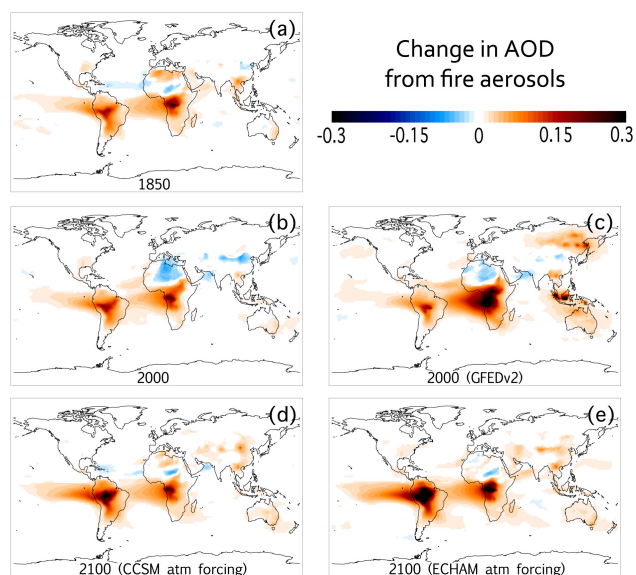 (a)
1850
Change in AOD
from fire aerosols
-0.3 -0.15 0 0.15 0.3
(b)
2000
(c)
2000 (GFEDv2)
(d)
2100 (CCSM atm forcing)
(e)
2100 (ECHAM atm forcing)